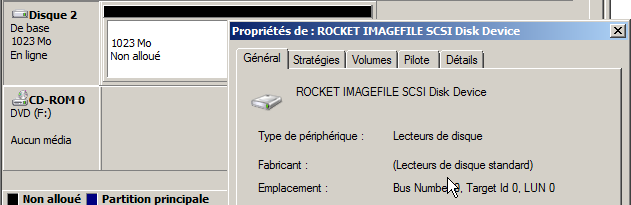 Disque 2
De base
1023 Mo
En ligne
1023 Mo
Non alloué
CD-ROM 0
DVD (F:)
Aucun média
Non alloué
Partition principale
Propriétés de : ROCKET IMAGEFILE SCSI Disk Device
Général
Stratégies
Volumes
Pilote
Détails
ROCKET IMAGEFILE SCSI Disk Device
Type de périphérique :
Lecteurs de disque
Fabricant :
(Lecteurs de disque standard)
Emplacement :
Bus Number 0, Target Id 0, LUN 0